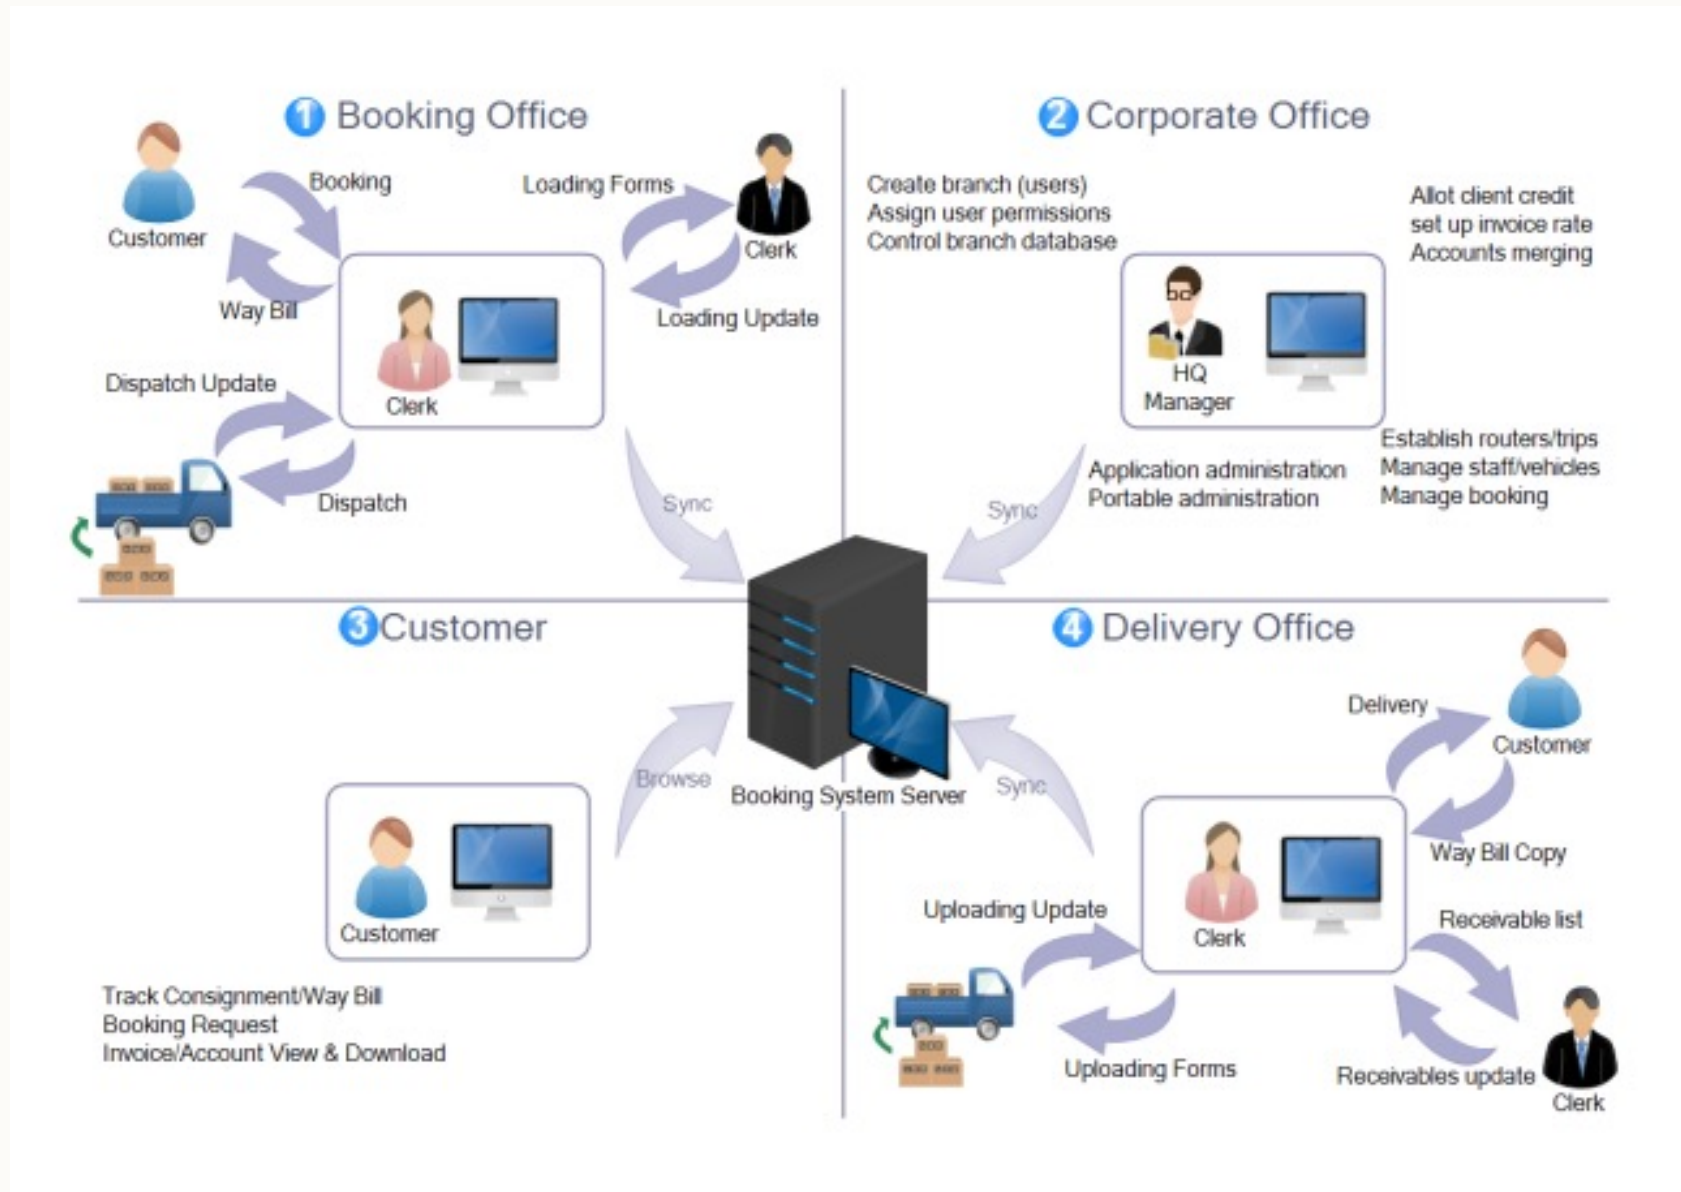 1 Booking Office
Customer
Booking
Way Bill
Loading Forms
Clerk
Loading Update
Clerk
Dispatch Update
Dispatch
Sync
2 Corporate Office
Create branch (users)
Assign user permissions
Control branch database
Allot client credit
set up invoice rate
Accounts merging
HQ
Manager
Application administration
Portable administration
Establish routers/trips
Manage staff/vehicles
Manage booking
Sync
3 Customer
Browse
Booking System Server
Customer
Track Consignment/Way Bill
Booking Request
Invoice/Account View & Download
4 Delivery Office
Sync
Delivery
Customer
Way Bill Copy
Clerk
Uploading Update
Uploading Forms
Receivable list
Receivables update
Clerk